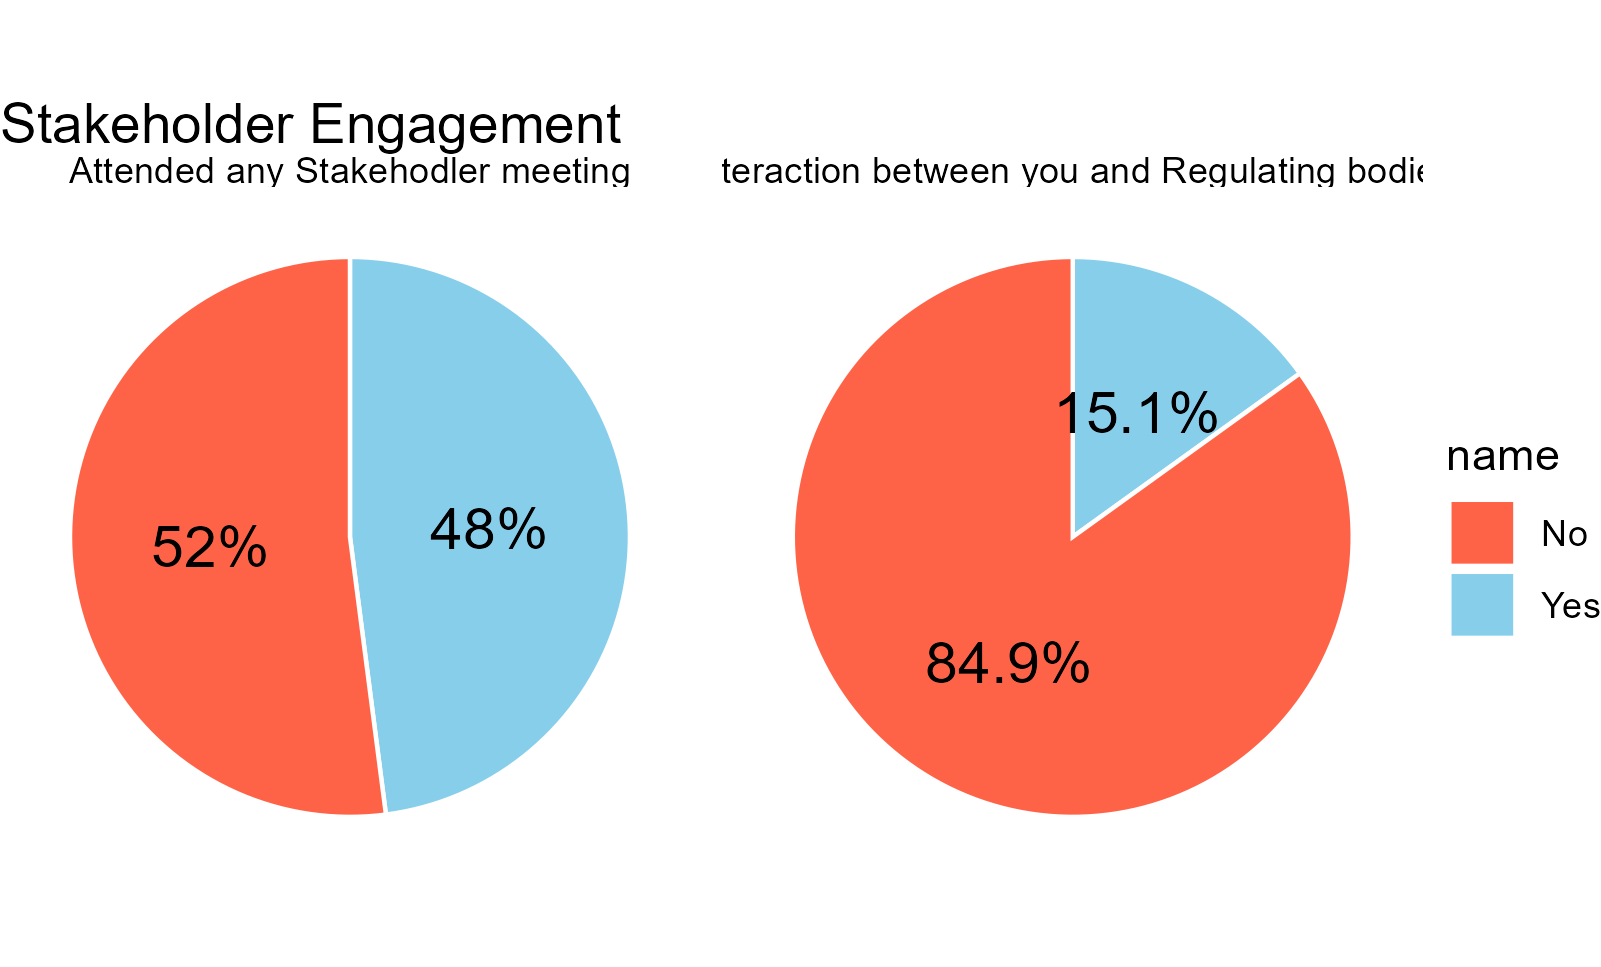 Stakeholder Engagement
Attended any Stakehodler meeting
teraction between you and Regulating bodie
52%
48%
15.1%
84.9%
name
No
Yes